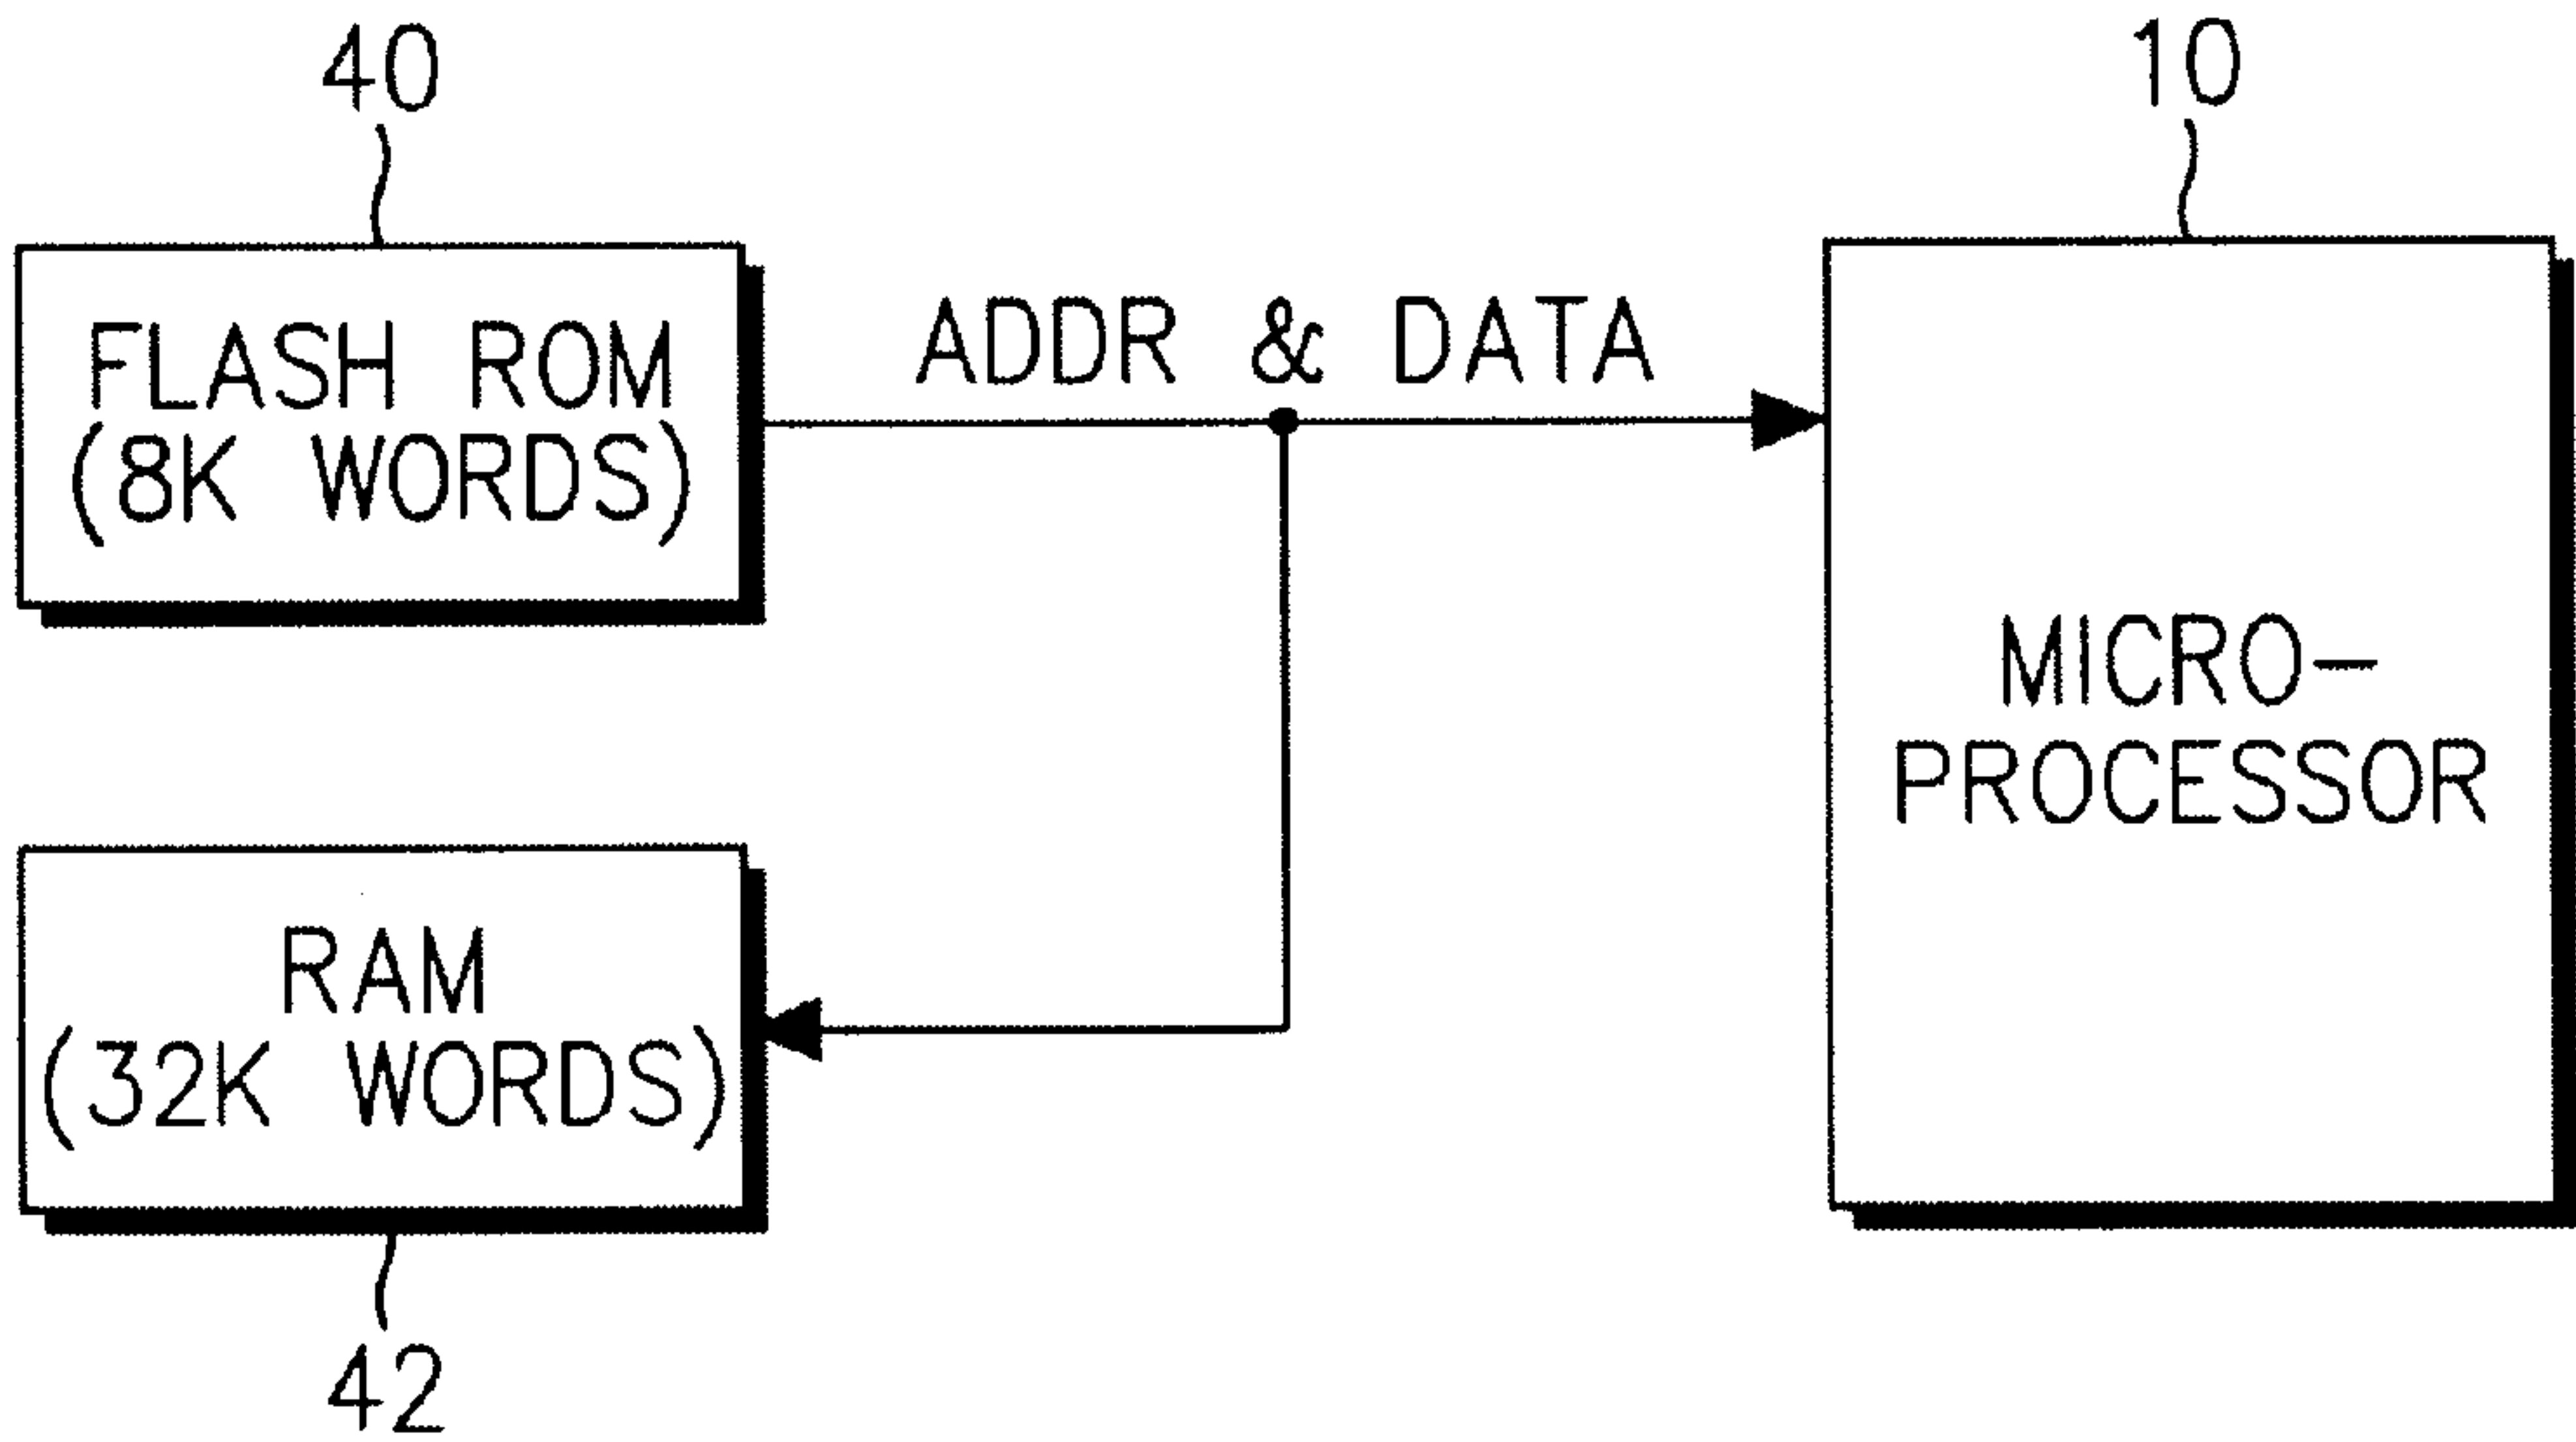 40
10
FLASH ROM
(8K WORDS)
ADDR & DATA
MICRO-
PROCESSOR
RAM
(32K WORDS)
42